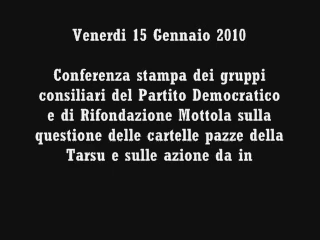 Venerdi 15 Gennaio 2010
Conferenza stampa dei gruppi
consiliari del Partito Democratico
e di Rifondazione Mottola sulla
questione delle cartelle pazze della
Tarsu e sulle azione da in